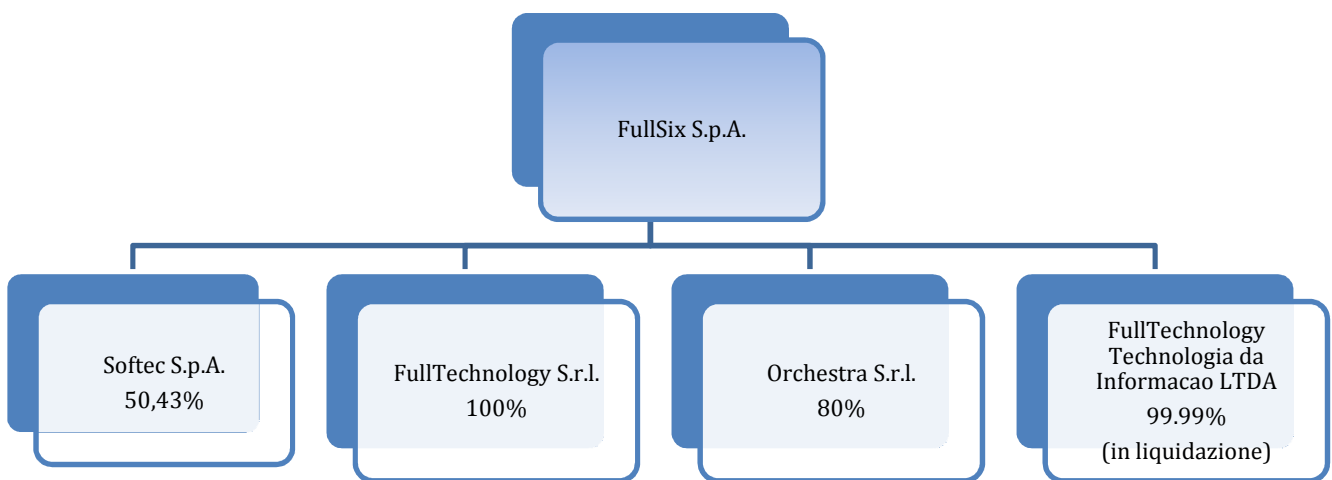 FullSix S.p.A.
Softec S.p.A.
50,43%
FullTechnology S.r.l.
100%
Orchestra S.r.l.
80%
FullTechnology
Technologia da
Informacao LTDA
99.99%
(in liquidazione)